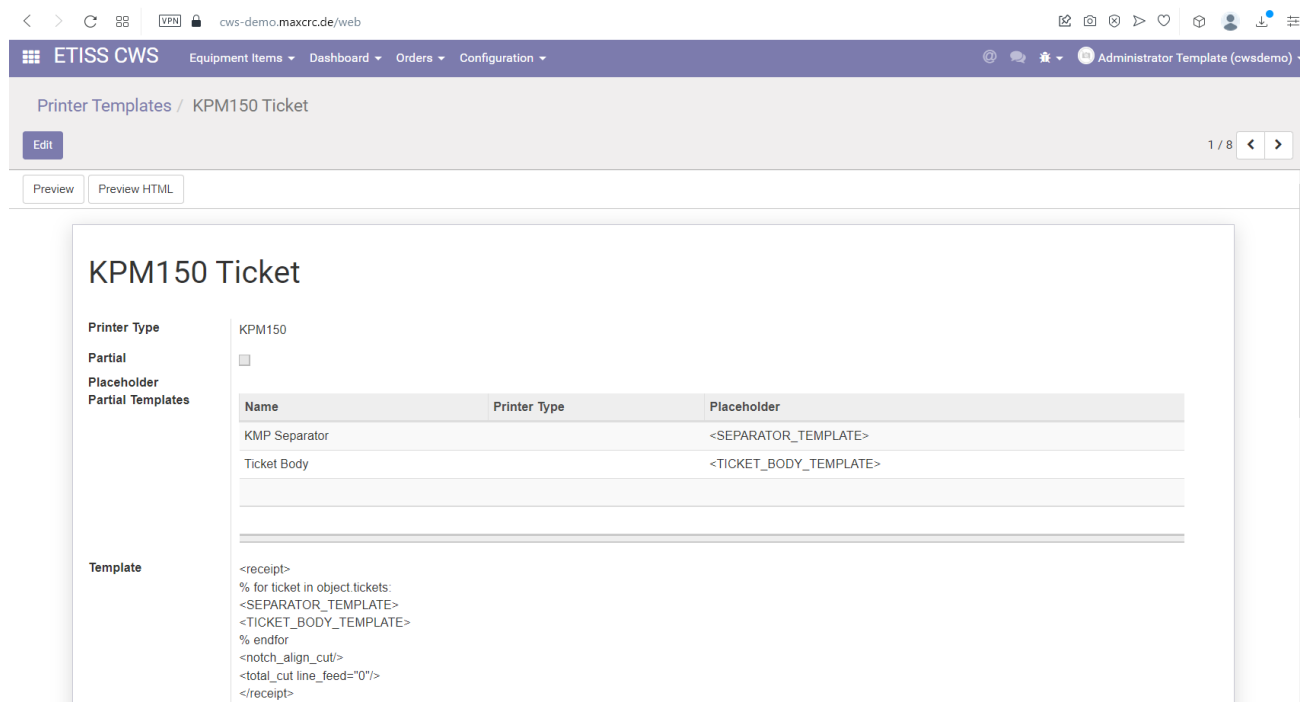 VPN cws-demo.maxcrc.de/web
ETISS CWS Equipment Items Dashboard Orders Configuration @ Administrator Template (cwsdemo)
Printer Templates / KPM150 Ticket
Edit 1 / 8
Preview Preview HTML
KPM150 Ticket
Printer Type KPM150
Partial
Placeholder
Partial Templates
Name Printer Type Placeholder
KMP Separator <SEPARATOR_TEMPLATE>
Ticket Body <TICKET_BODY_TEMPLATE>
Template <receipt>
% for ticket in object.tickets:
<SEPARATOR_TEMPLATE>
<TICKET_BODY_TEMPLATE>
% endfor
<notch_align_cut/>
<total_cut line_feed="0"/>
</receipt>